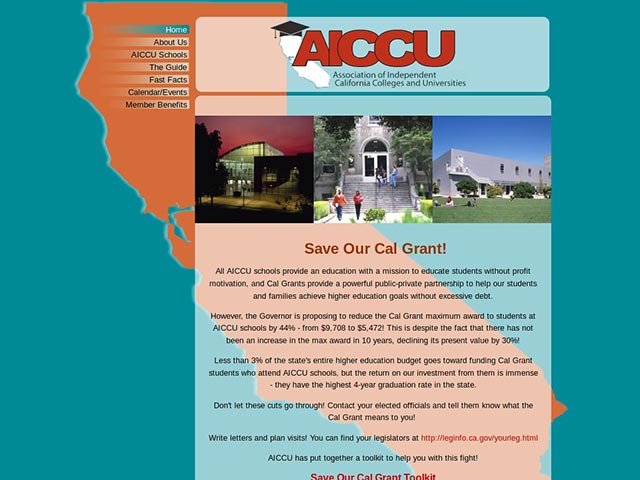 Home
About Us
AICCU Schools
The Guide
Fast Facts
Calendar/Events
Member Benefits
AICCU
Association of Independent
California Colleges and Universities
Save Our Cal Grant!
All AICCU schools provide an education with a mission to educate students without profit
motivation, and Cal Grants provide a powerful public-private partnership to help our students
and families achieve higher education goals without excessive debt.
However, the Governor is proposing to reduce the Cal Grant maximum award to students at
AICCU schools by 44% - from $9,708 to $5,472! This is despite the fact that there has not
been an increase in the max award in 10 years, declining its present value by 30%!
Less than 3% of the state's entire higher education budget goes toward funding Cal Grant
students who attend AICCU schools, but the return on our investment from them is immense
- they have the highest 4-year graduation rate in the state.
Don't let these cuts go through! Contact your elected officials and tell them know what the
Cal Grant means to you!
Write letters and plan visits! You can find your legislators at http://leginfo.ca.gov/yourleg.html
AICCU has put together a toolkit to help you with this fight!
Save Our Cal Grant Toolkit